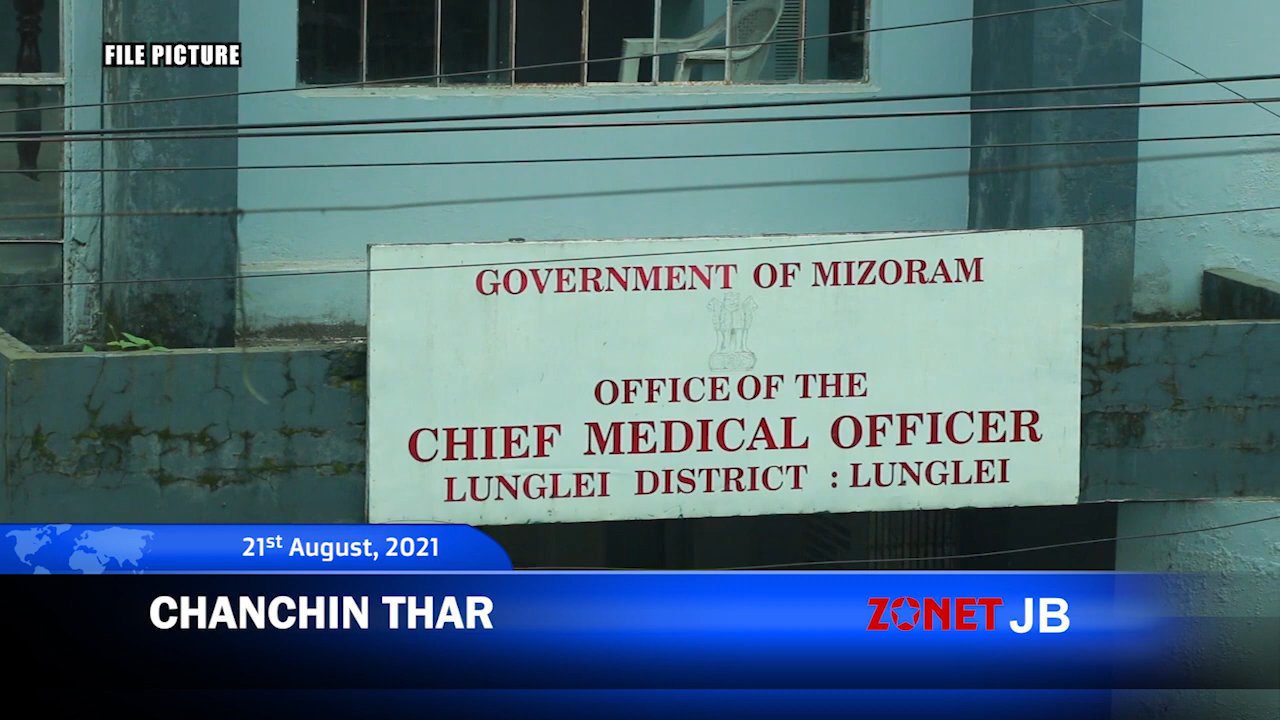 FILE PICTURE
GOVERNMENT OF MIZORAM
OFFICE OF THE
CHIEF MEDICAL OFFICER
LUNGLEI DISTRICT : LUNGLEI
21st August, 2021
CHANCHIN THAR
ZONET JB